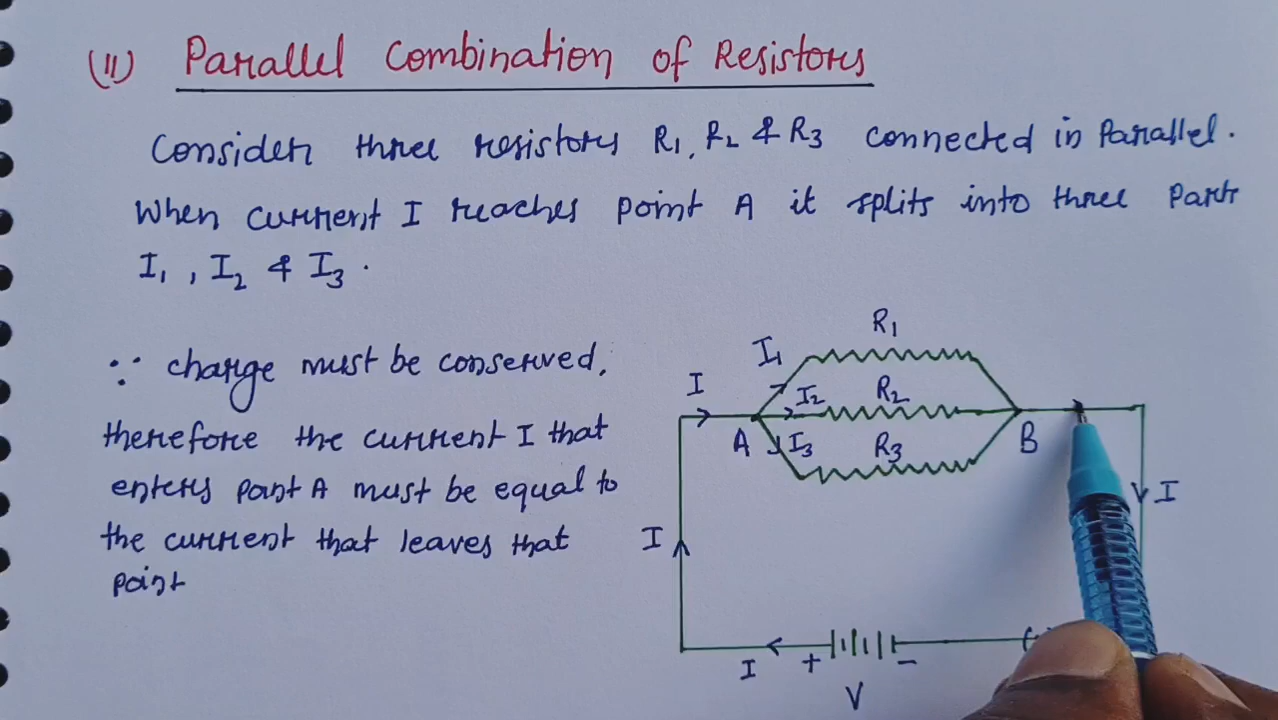 (11) Parallel Combination of Resistors
Consider three resistors R1, R2 & R3 connected in Parallel.
When current I reaches point A it splits into three parts
I1, I2 & I3.
∵ charge must be conserved,
therefore the current I that
enters point A must be equal to
the current that leaves that
point
R1
I1
I I2 R2
A I3 R3 B
I
I
I + V -